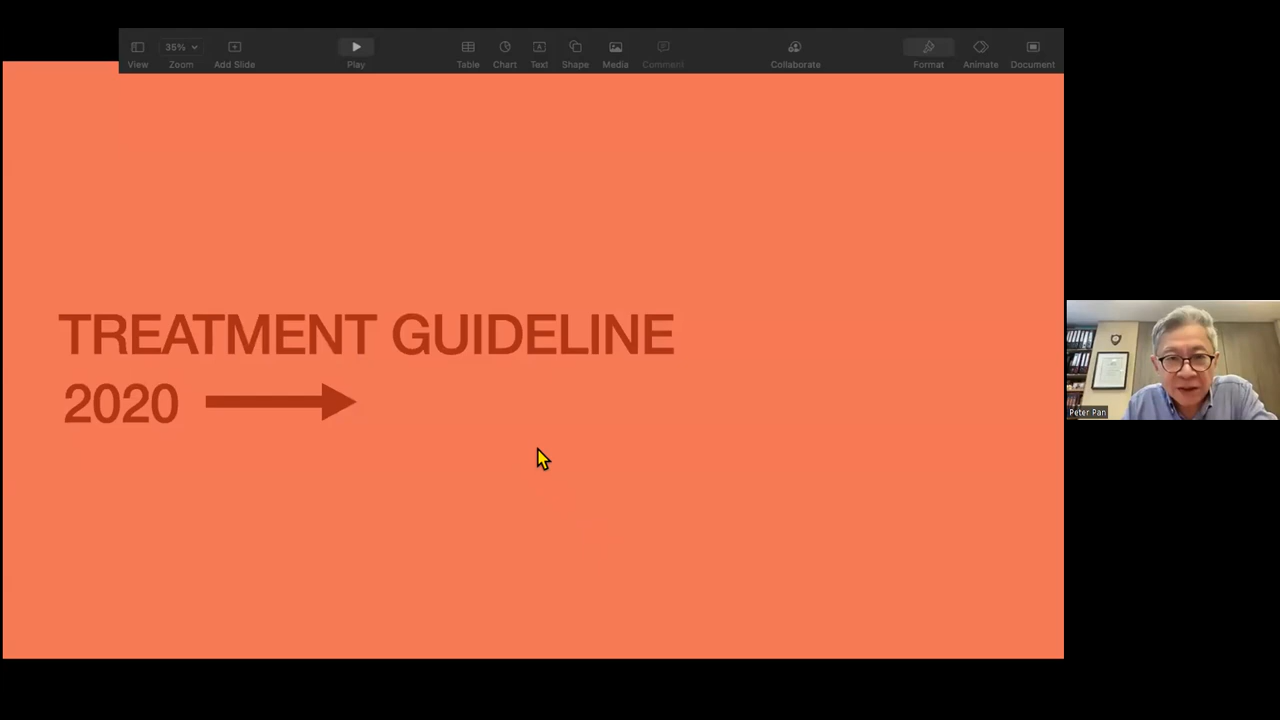 35%
View
Zoom
Add Slide
Play
Table
Chart
Text
Shape
Media
Comment
Collaborate
Format
Animate
Document
TREATMENT GUIDELINE
2020
Peter Pan